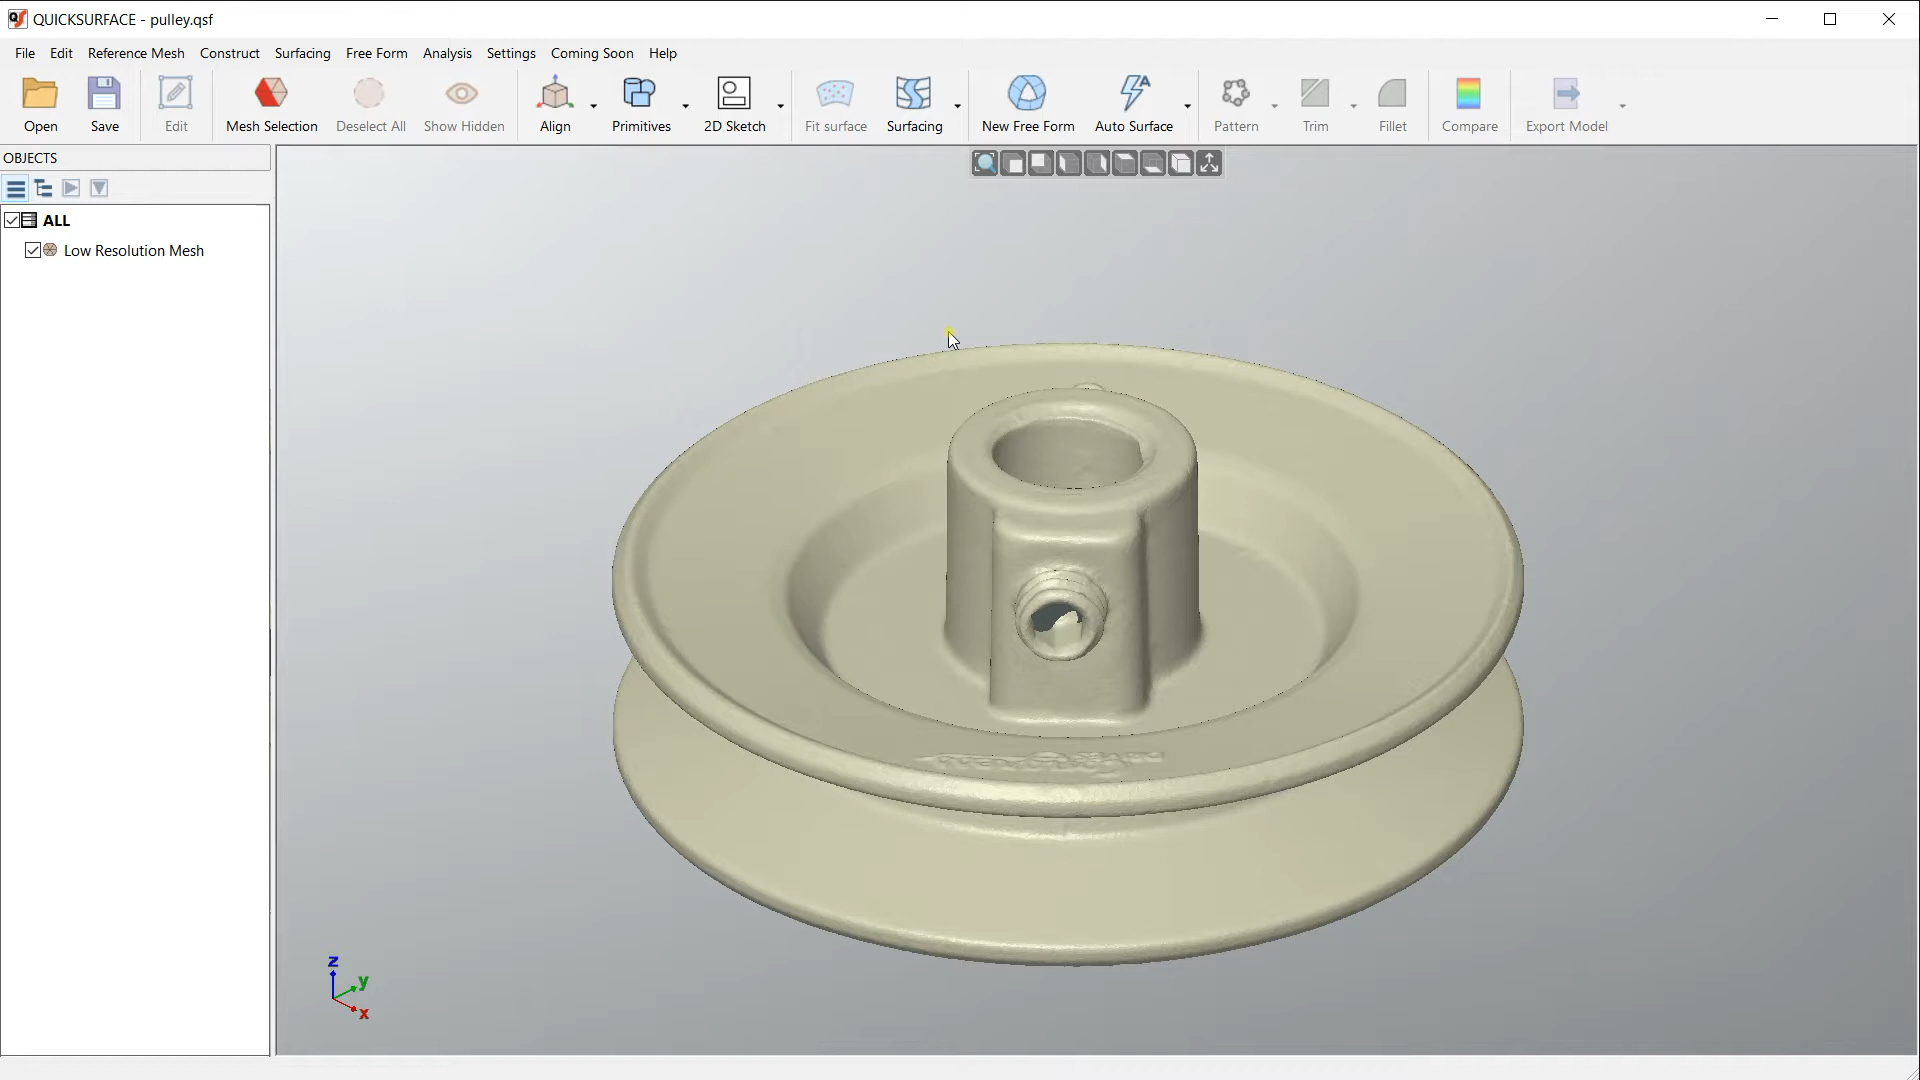 QUICKSURFACE - pulley.qsf
File Edit Reference Mesh Construct Surfacing Free Form Analysis Settings Coming Soon Help
Open Save Edit Mesh Selection Deselect All Show Hidden Align Primitives 2D Sketch Fit surface Surfacing New Free Form Auto Surface Pattern Trim Fillet Compare Export Model
OBJECTS
ALL
Low Resolution Mesh
z
y
x